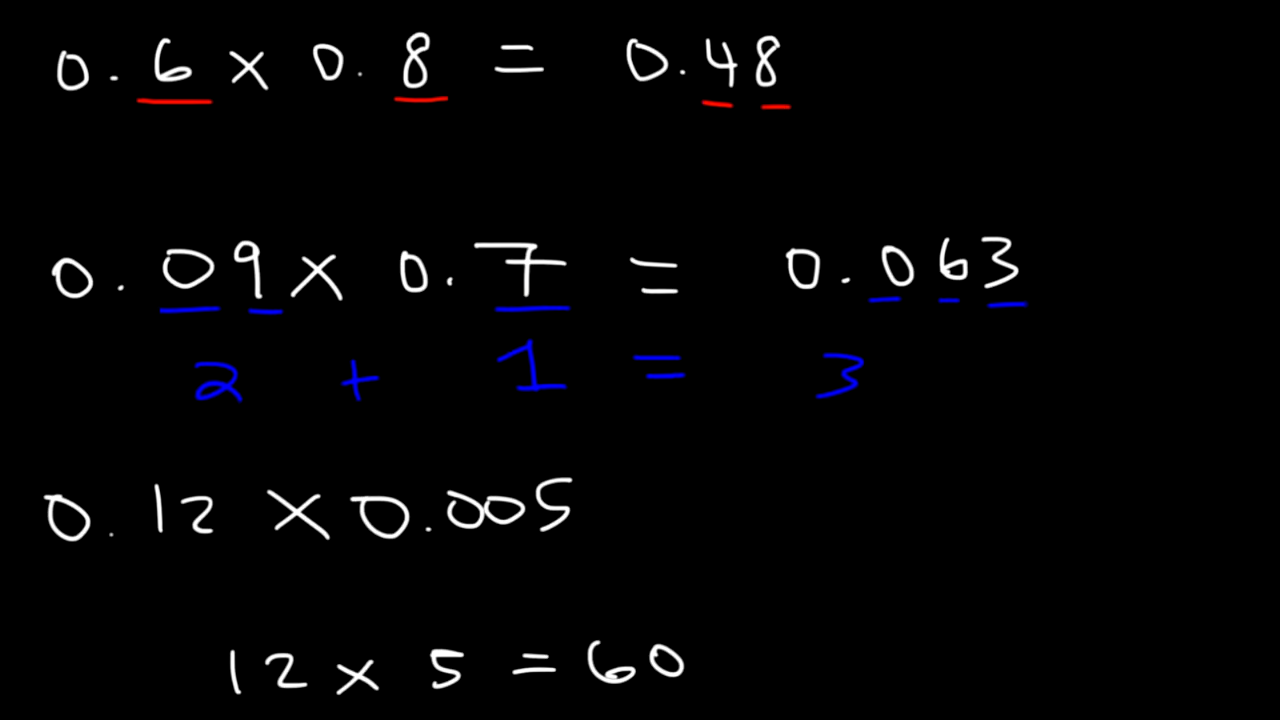 0.6 × 0.8 = 0.48
0.09 × 0.7 = 0.063
2 + 1 = 3
0.12 × 0.005
12 × 5 = 60